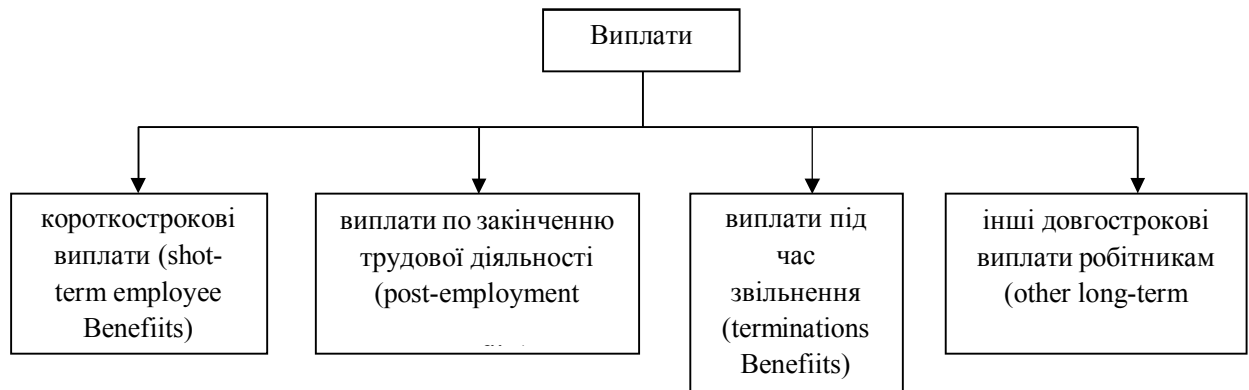 Виплати
короткострокові
виплати (shot-
term employee
Benefiits)
виплати по закінченню
трудової діяльності
(post-employment
виплати під
час
звільнення
(terminations
Benefiits)
інші довгострокові
виплати робітникам
(other long-term